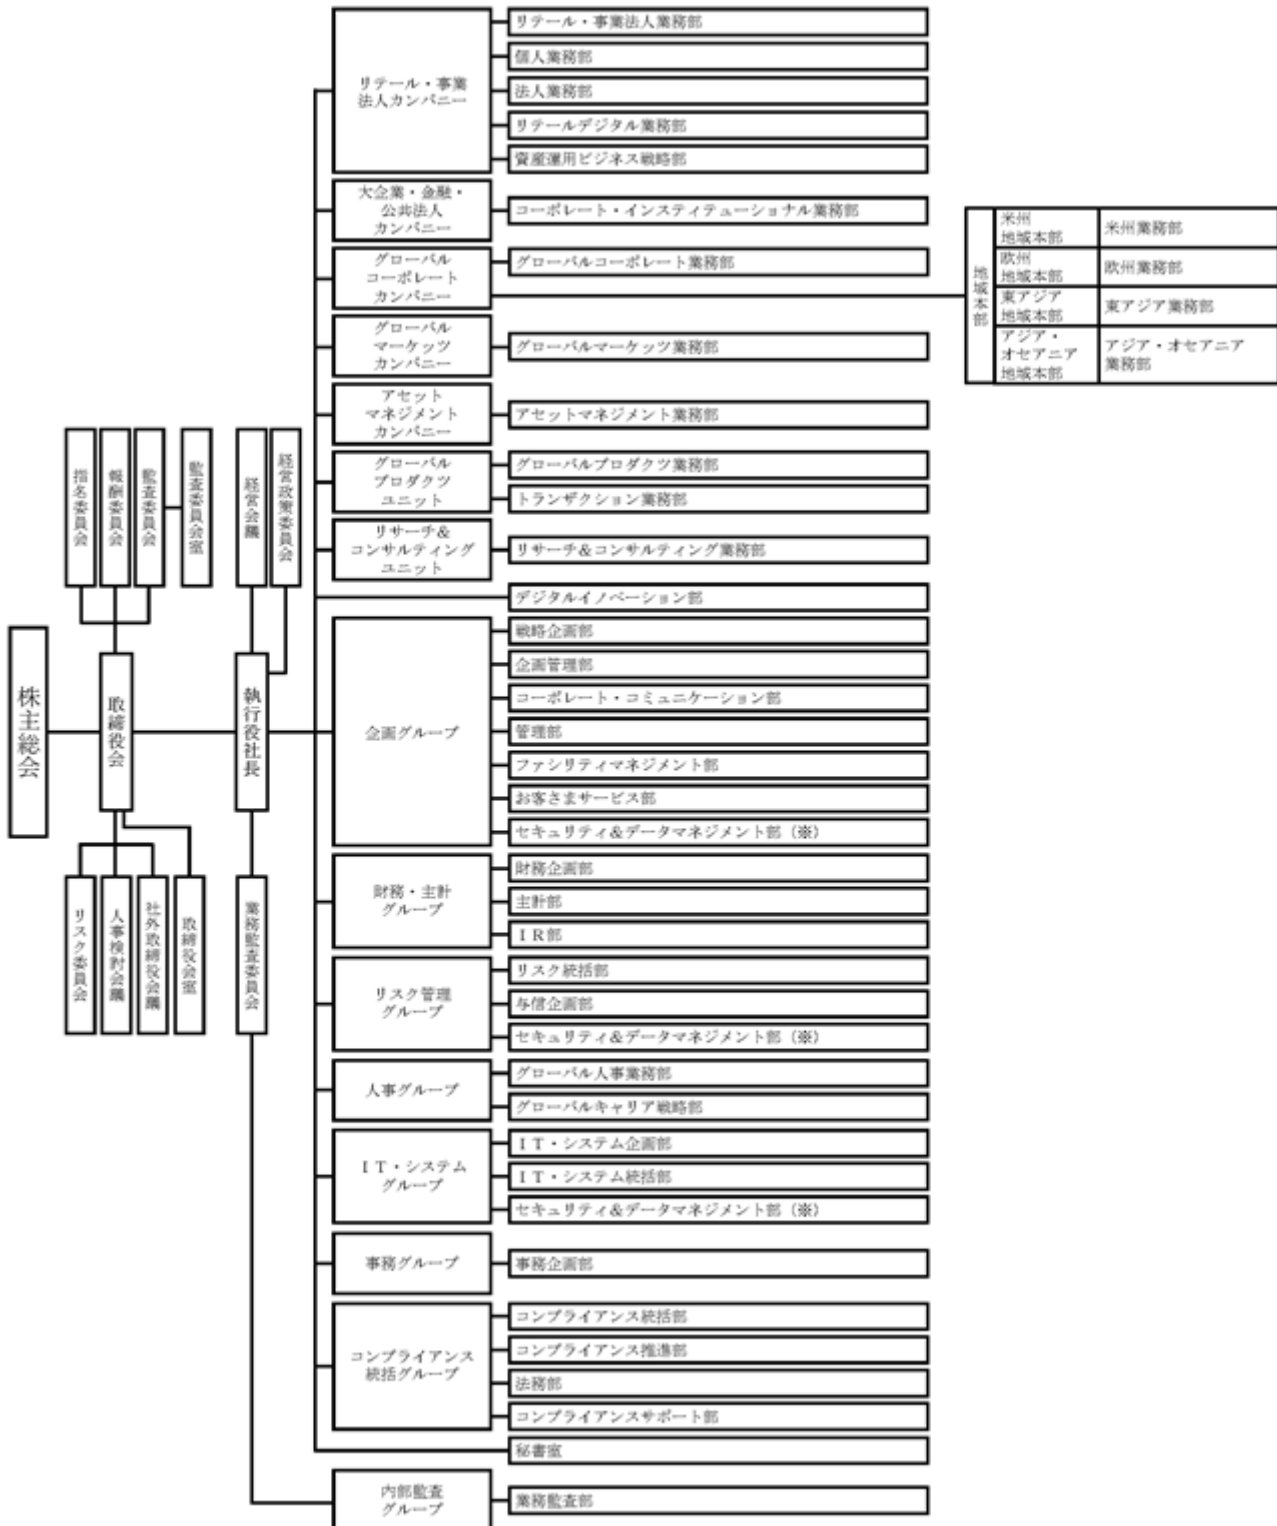 株主総会
取締役会
指名委員会
報酬委員会
監査委員会
監査委員会室
リスク委員会
人事検討会議
社外取締役会議
取締役会室
執行役社長
経営会議
経営政策委員会
業務監査委員会
リテール・事業
法人カンパニー
リテール・事業法人業務部
個人業務部
法人業務部
リテールデジタル業務部
資産運用ビジネス戦略部
大企業・金融・
公共法人
カンパニー
コーポレート・インスティテューショナル業務部
グローバル
コーポレート
カンパニー
グローバルコーポレート業務部
地域本部
米州
地域本部
米州業務部
欧州
地域本部
欧州業務部
東アジア
地域本部
東アジア業務部
アジア・
オセアニア
地域本部
アジア・オセアニア
業務部
グローバル
マーケッツ
カンパニー
グローバルマーケッツ業務部
アセット
マネジメント
カンパニー
アセットマネジメント業務部
グローバル
プロダクツ
ユニット
グローバルプロダクツ業務部
トランザクション業務部
リサーチ&
コンサルティング
ユニット
リサーチ&コンサルティング業務部
デジタルイノベーション部
企画グループ
戦略企画部
企画管理部
コーポレート・コミュニケーション部
管理部
ファシリティマネジメント部
お客さまサービス部
セキュリティ&データマネジメント部（※）
財務・主計
グループ
財務企画部
主計部
ＩＲ部
リスク管理
グループ
リスク統括部
与信企画部
セキュリティ&データマネジメント部（※）
人事グループ
グローバル人事業務部
グローバルキャリア戦略部
ＩＴ・システム
グループ
ＩＴ・システム企画部
ＩＴ・システム統括部
セキュリティ&データマネジメント部（※）
事務グループ
事務企画部
コンプライアンス
統括グループ
コンプライアンス統括部
コンプライアンス推進部
法務部
コンプライアンスサポート部
秘書室
内部監査
グループ
業務監査部